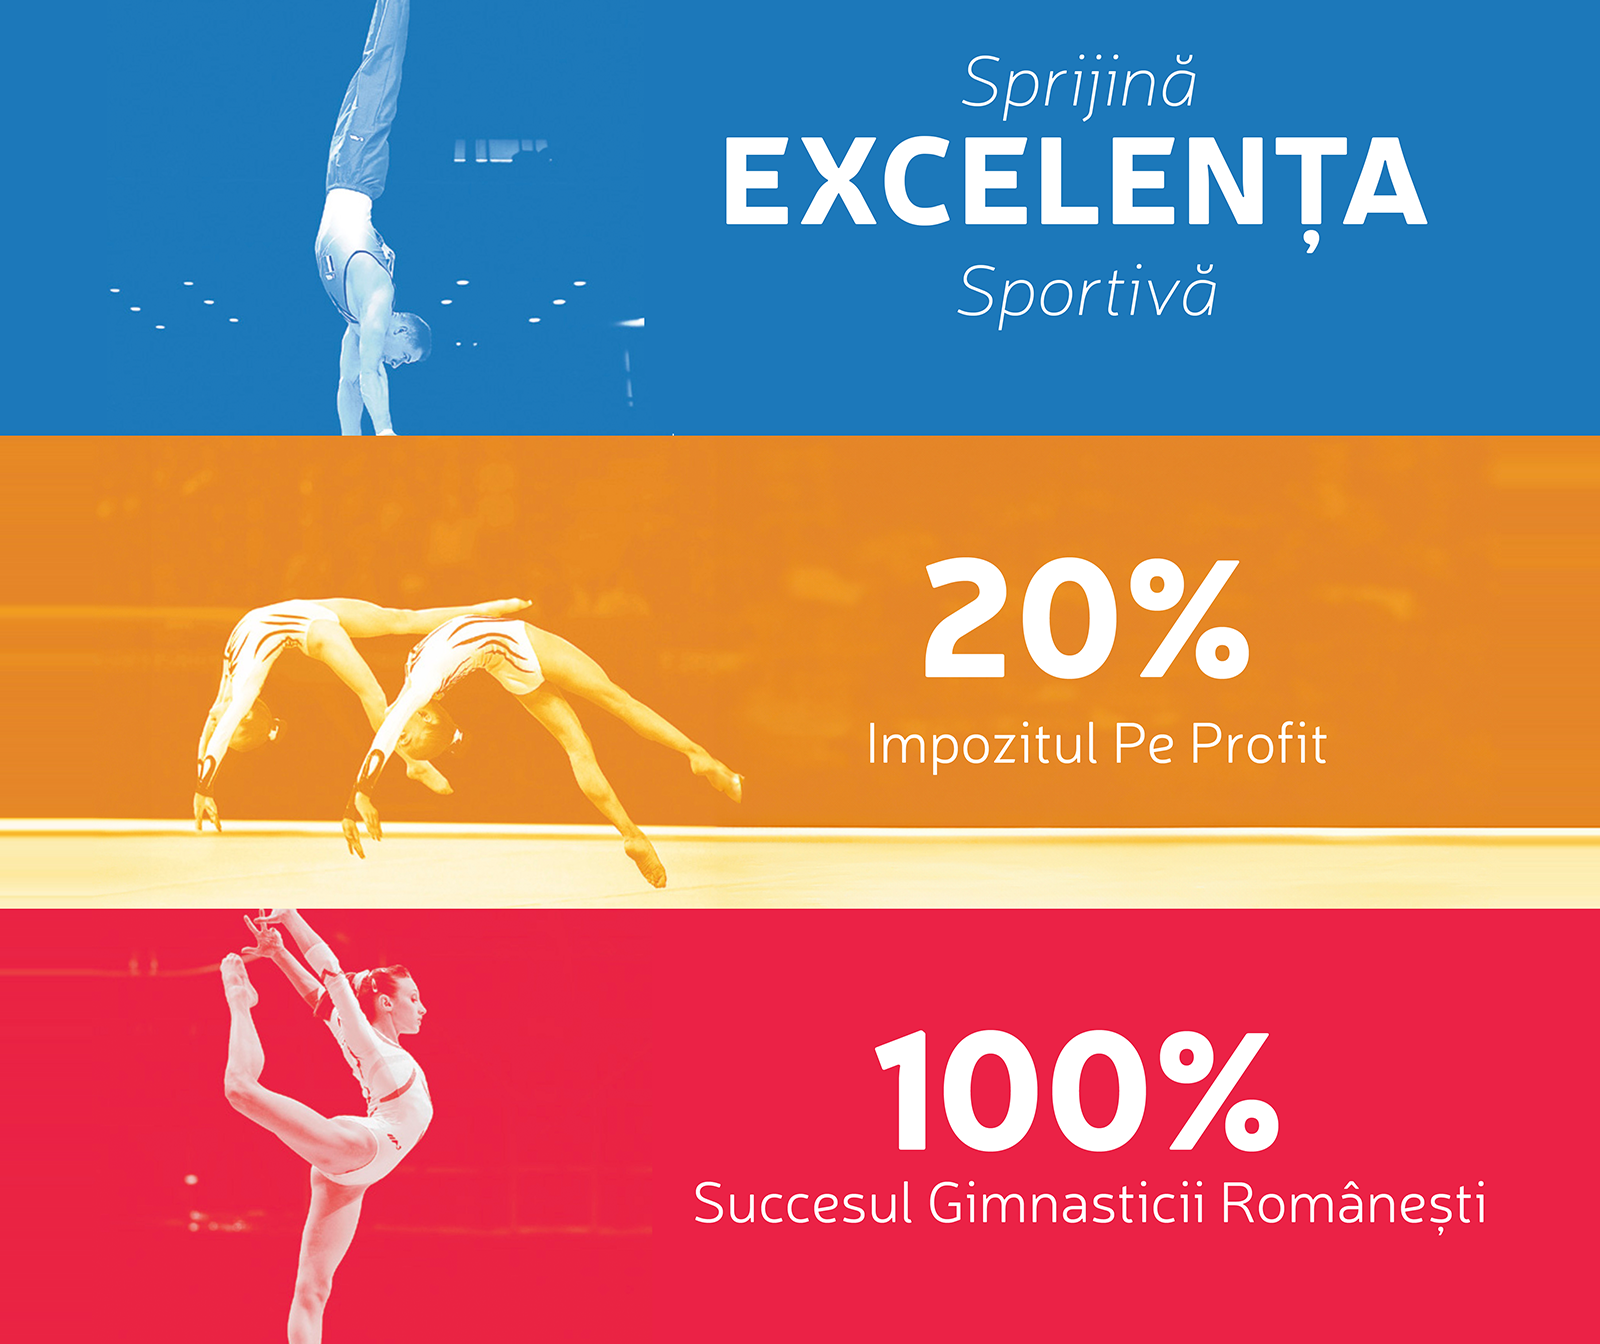 Sprijină
EXCELENȚA
Sportivă
20%
Impozitul Pe Profit
100%
Succesul Gimnasticii Românești